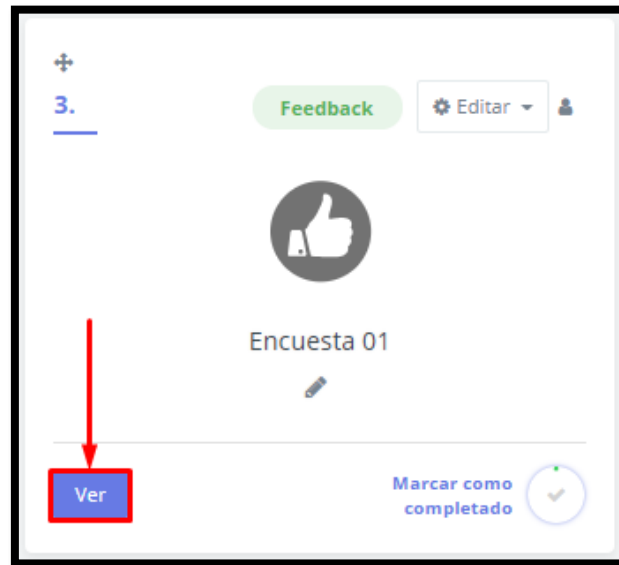 3.
Feedback
Editar
Encuesta 01
Ver
Marcar como
completado